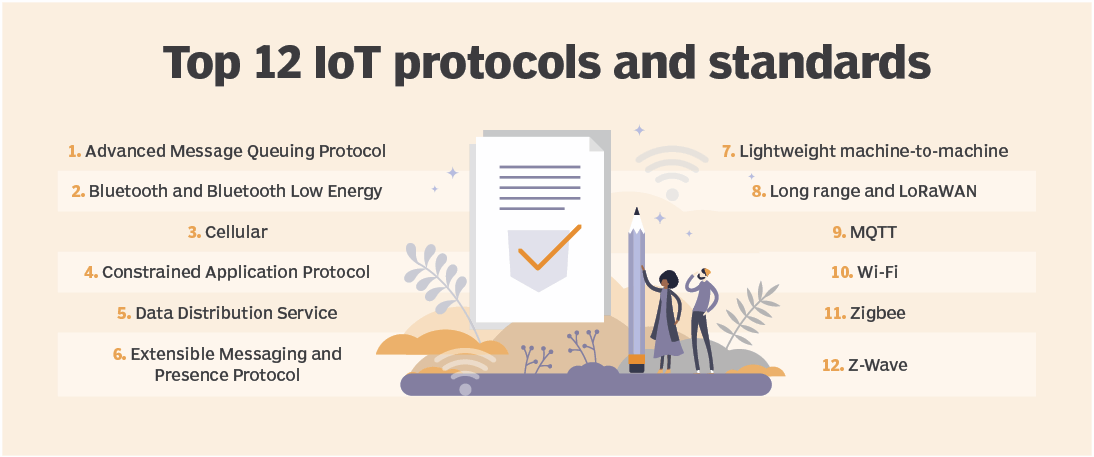 Top 12 IoT protocols and standards
1. Advanced Message Queuing Protocol
2. Bluetooth and Bluetooth Low Energy
3. Cellular
4. Constrained Application Protocol
5. Data Distribution Service
6. Extensible Messaging and
Presence Protocol
7. Lightweight machine-to-machine
8. Long range and LoRaWAN
9. MQTT
10. Wi-Fi
11. Zigbee
12. Z-Wave